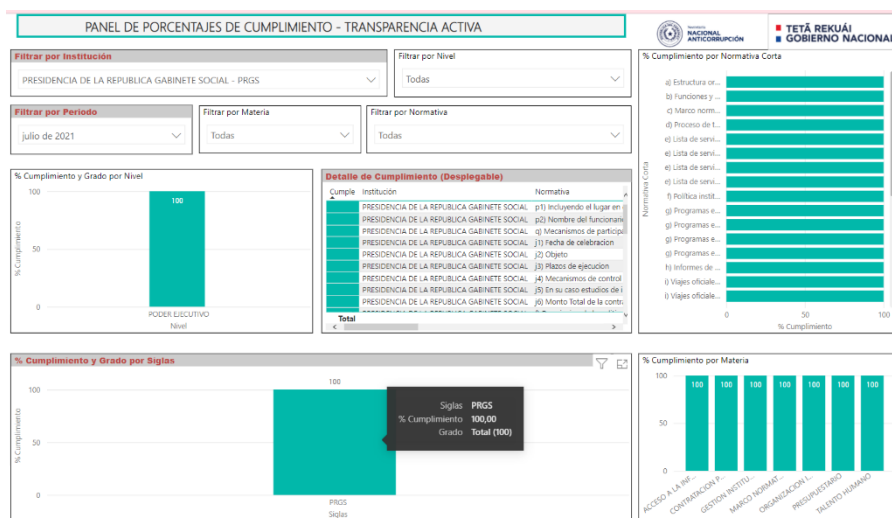 PANEL DE PORCENTAJES DE CUMPLIMIENTO - TRANSPARENCIA ACTIVA
NACIONAL
ANTICORRUPCIÓN
TETÃ REKUÁI
GOBIERNO NACIONAL
Filtrar por Institución
PRESIDENCIA DE LA REPUBLICA GABINETE SOCIAL - PRGS
Filtrar por Nivel
Todas
Filtrar por Periodo
julio de 2021
Filtrar por Materia
Todas
Filtrar por Normativa
Todas
% Cumplimiento por Normativa Corta
Normativa Corta
a) Estructura or...
b) Funciones y ...
c) Marco norm...
d) Proceso de t...
e) Lista de servi...
e) Lista de servi...
e) Lista de servi...
f) Política instit...
g) Programas e...
g) Programas e...
g) Programas e...
g) Programas e...
h) Informes de ...
i) Viajes oficiale...
i) Viajes oficiale...
0 50 100
% Cumplimiento
% Cumplimiento y Grado por Nivel
% Cumplimiento
100
50
0
100
PODER EJECUTIVO
Nivel
Detalle de Cumplimiento (Desplegable)
Cumple Institución Normativa
PRESIDENCIA DE LA REPUBLICA GABINETE SOCIAL p1) Incluyendo el lugar en
PRESIDENCIA DE LA REPUBLICA GABINETE SOCIAL p2) Nombre del funcionari
PRESIDENCIA DE LA REPUBLICA GABINETE SOCIAL q) Mecanismos de participa
PRESIDENCIA DE LA REPUBLICA GABINETE SOCIAL j1) Fecha de celebracion
PRESIDENCIA DE LA REPUBLICA GABINETE SOCIAL j2) Objeto
PRESIDENCIA DE LA REPUBLICA GABINETE SOCIAL j3) Plazos de ejecucion
PRESIDENCIA DE LA REPUBLICA GABINETE SOCIAL j4) Mecanismos de control
PRESIDENCIA DE LA REPUBLICA GABINETE SOCIAL j5) En su caso estudios de i
PRESIDENCIA DE LA REPUBLICA GABINETE SOCIAL j6) Monto Total de la contr
Total
% Cumplimiento y Grado por Siglas
% Cumplimiento
100
50
0
100
Siglas PRGS
% Cumplimiento 100,00
Grado Total (100)
PRGS
Siglas
% Cumplimiento por Materia
100
50
0
100 100 100 100 100 100 100
ACCESO A LA INF...
CONTRATACION P...
GESTION INSTITU...
MARCO NORMAT...
ORGANIZACION I...
PRESUPUESTARIO
TALENTO HUMANO